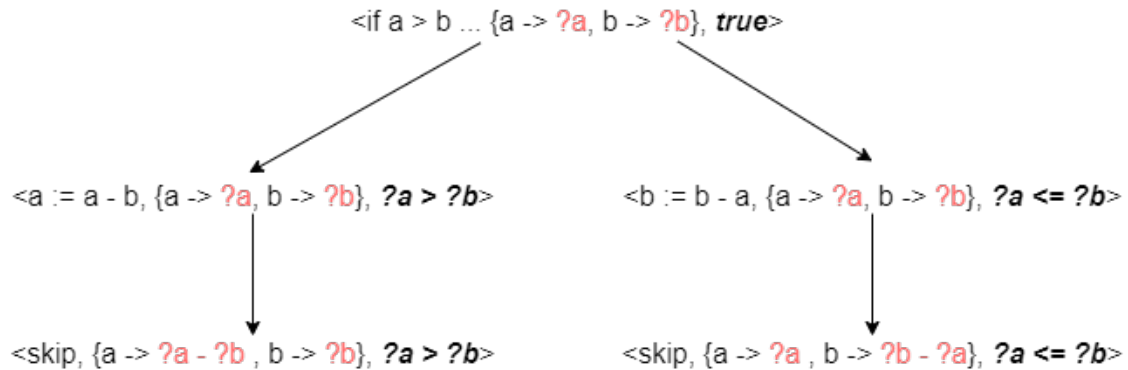 <if a > b ... {a -> ?a, b -> ?b}, true>
<a := a - b, {a -> ?a, b -> ?b}, ?a > ?b>
<b := b - a, {a -> ?a, b -> ?b}, ?a <= ?b>
<skip, {a -> ?a - ?b , b -> ?b}, ?a > ?b>
<skip, {a -> ?a , b -> ?b - ?a}, ?a <= ?b>